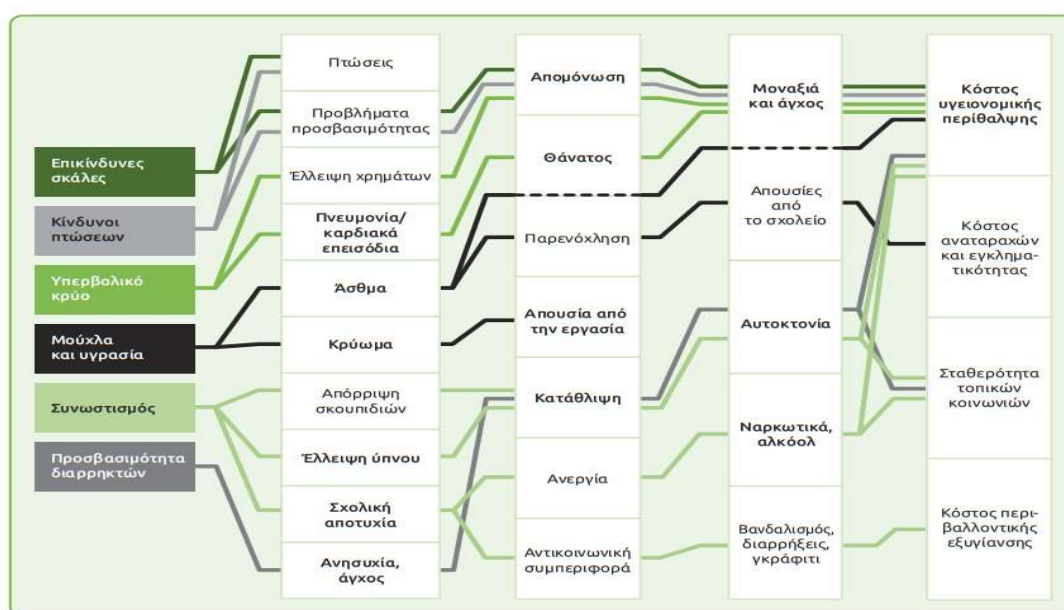 Επικίνδυνες
σκάλες
Κίνδυνοι
πτώσεων
Υπερβολικό
κρύο
Μούχλα
και υγρασία
Συνωστισμός
Προσβασιμότητα
διαρρηκτών
Πτώσεις
Προβλήματα
προσβασιμότητας
Έλλειψη χρημάτων
Πνευμονία/
καρδιακά
επεισόδια
Άσθμα
Κρύωμα
Απόρριψη
σκουπιδιών
Έλλειψη ύπνου
Σχολική
αποτυχία
Ανησυχία,
άγχος
Απομόνωση
Θάνατος
Παρενόχληση
Απουσία από
την εργασία
Κατάθλιψη
Ανεργία
Αντικοινωνική
συμπεριφορά
Μοναξιά
και άγχος
Απουσίες
από
το σχολείο
Αυτοκτονία
Ναρκωτικά,
αλκόολ
Βανδαλισμός,
διαρρήξεις,
γκράφιτι
Κόστος
υγειονομικής
περίθαλψης
Κόστος
αναταραχών
και εγκλημα-
τικότητας
Σταθερότητα
τοπικών
κοινωνιών
Κόστος περι-
βαλλοντικής
εξυγίανσης